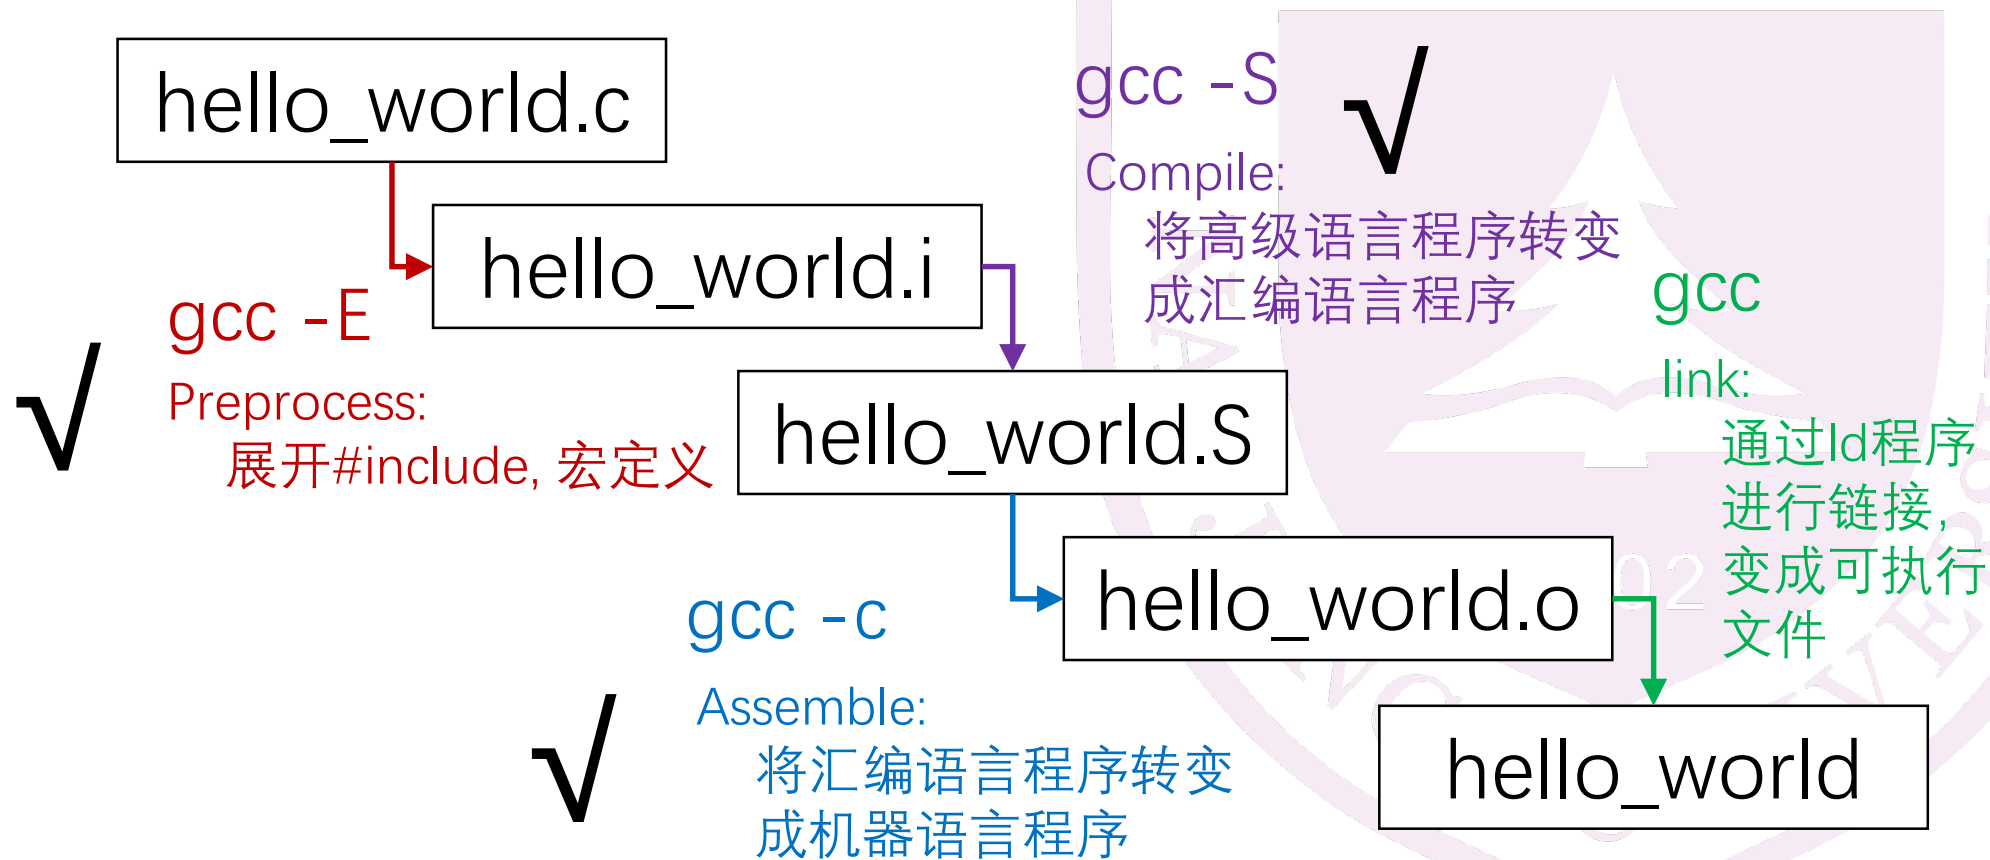 hello_world.c
gcc -S
√
Compile:
将高级语言程序转变
成汇编语言程序
hello_world.i
gcc -E
√
Preprocess:
展开#include, 宏定义
hello_world.S
gcc
link:
通过ld程序
进行链接,
变成可执行
文件
hello_world.o
02
gcc -c
√
Assemble:
将汇编语言程序转变
成机器语言程序
hello_world